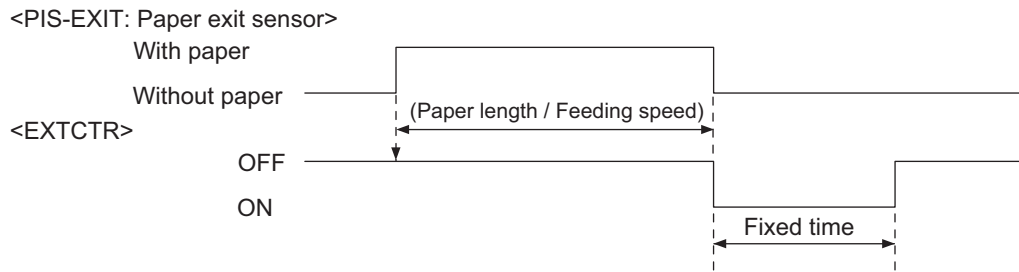 <PIS-EXIT: Paper exit sensor>
With paper
Without paper
(Paper length / Feeding speed)
<EXTCTR>
OFF
ON
Fixed time